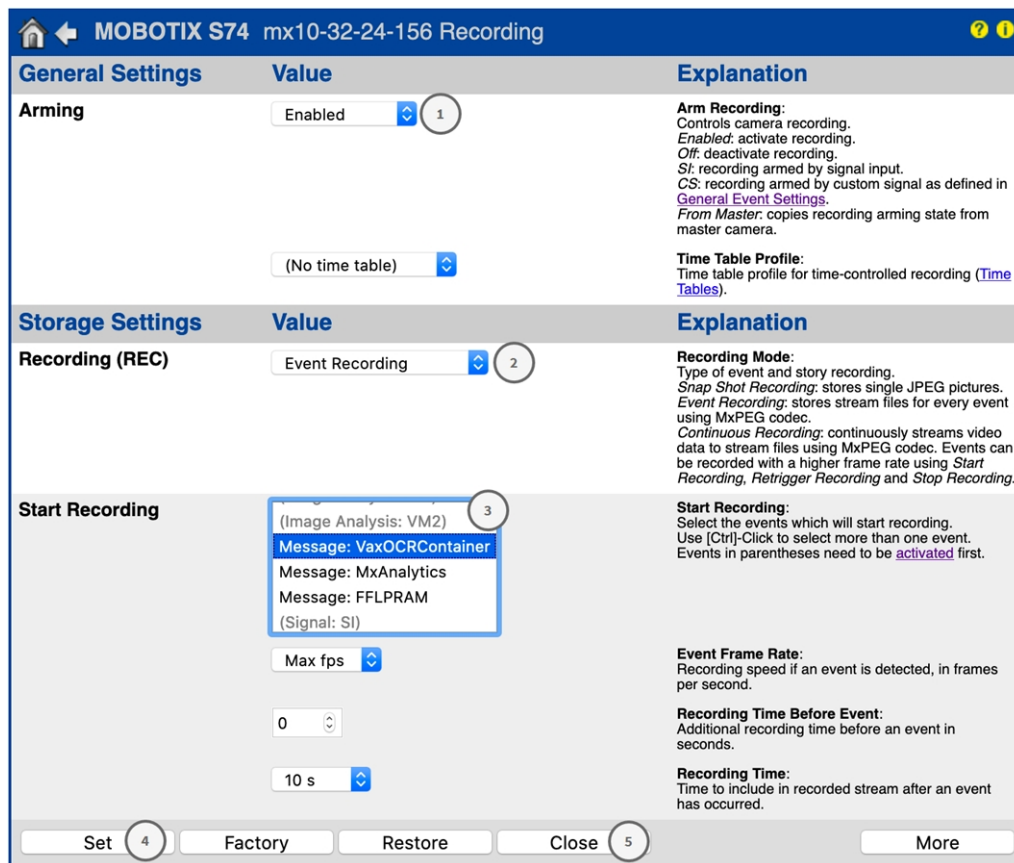 MOBOTIX S74 mx10-32-24-156 Recording ? i
General Settings Value Explanation
Arming
Enabled 1
Arm Recording:
Controls camera recording.
Enabled: activate recording.
Off: deactivate recording.
SI: recording armed by signal input.
CS: recording armed by custom signal as defined in
General Event Settings.
From Master: copies recording arming state from
master camera.
(No time table)
Time Table Profile:
Time table profile for time-controlled recording (Time
Tables).
Storage Settings Value Explanation
Recording (REC)
Event Recording 2
Recording Mode:
Type of event and story recording.
Snap Shot Recording: stores single JPEG pictures.
Event Recording: stores stream files for every event
using MxPEG codec.
Continuous Recording: continuously streams video
data to stream files using MxPEG codec. Events can
be recorded with a higher frame rate using Start
Recording, Retrigger Recording and Stop Recording.
Start Recording
3
(Image Analysis: VM2)
Message: VaxOCRContainer
Message: MxAnalytics
Message: FFLPRAM
(Signal: SI)
Start Recording:
Select the events which will start recording.
Use [Ctrl]-Click to select more than one event.
Events in parentheses need to be activated first.
Max fps
Event Frame Rate:
Recording speed if an event is detected, in frames
per second.
0
Recording Time Before Event:
Additional recording time before an event in
seconds.
10 s
Recording Time:
Time to include in recorded stream after an event
has occurred.
Set 4 Factory Restore Close 5 More